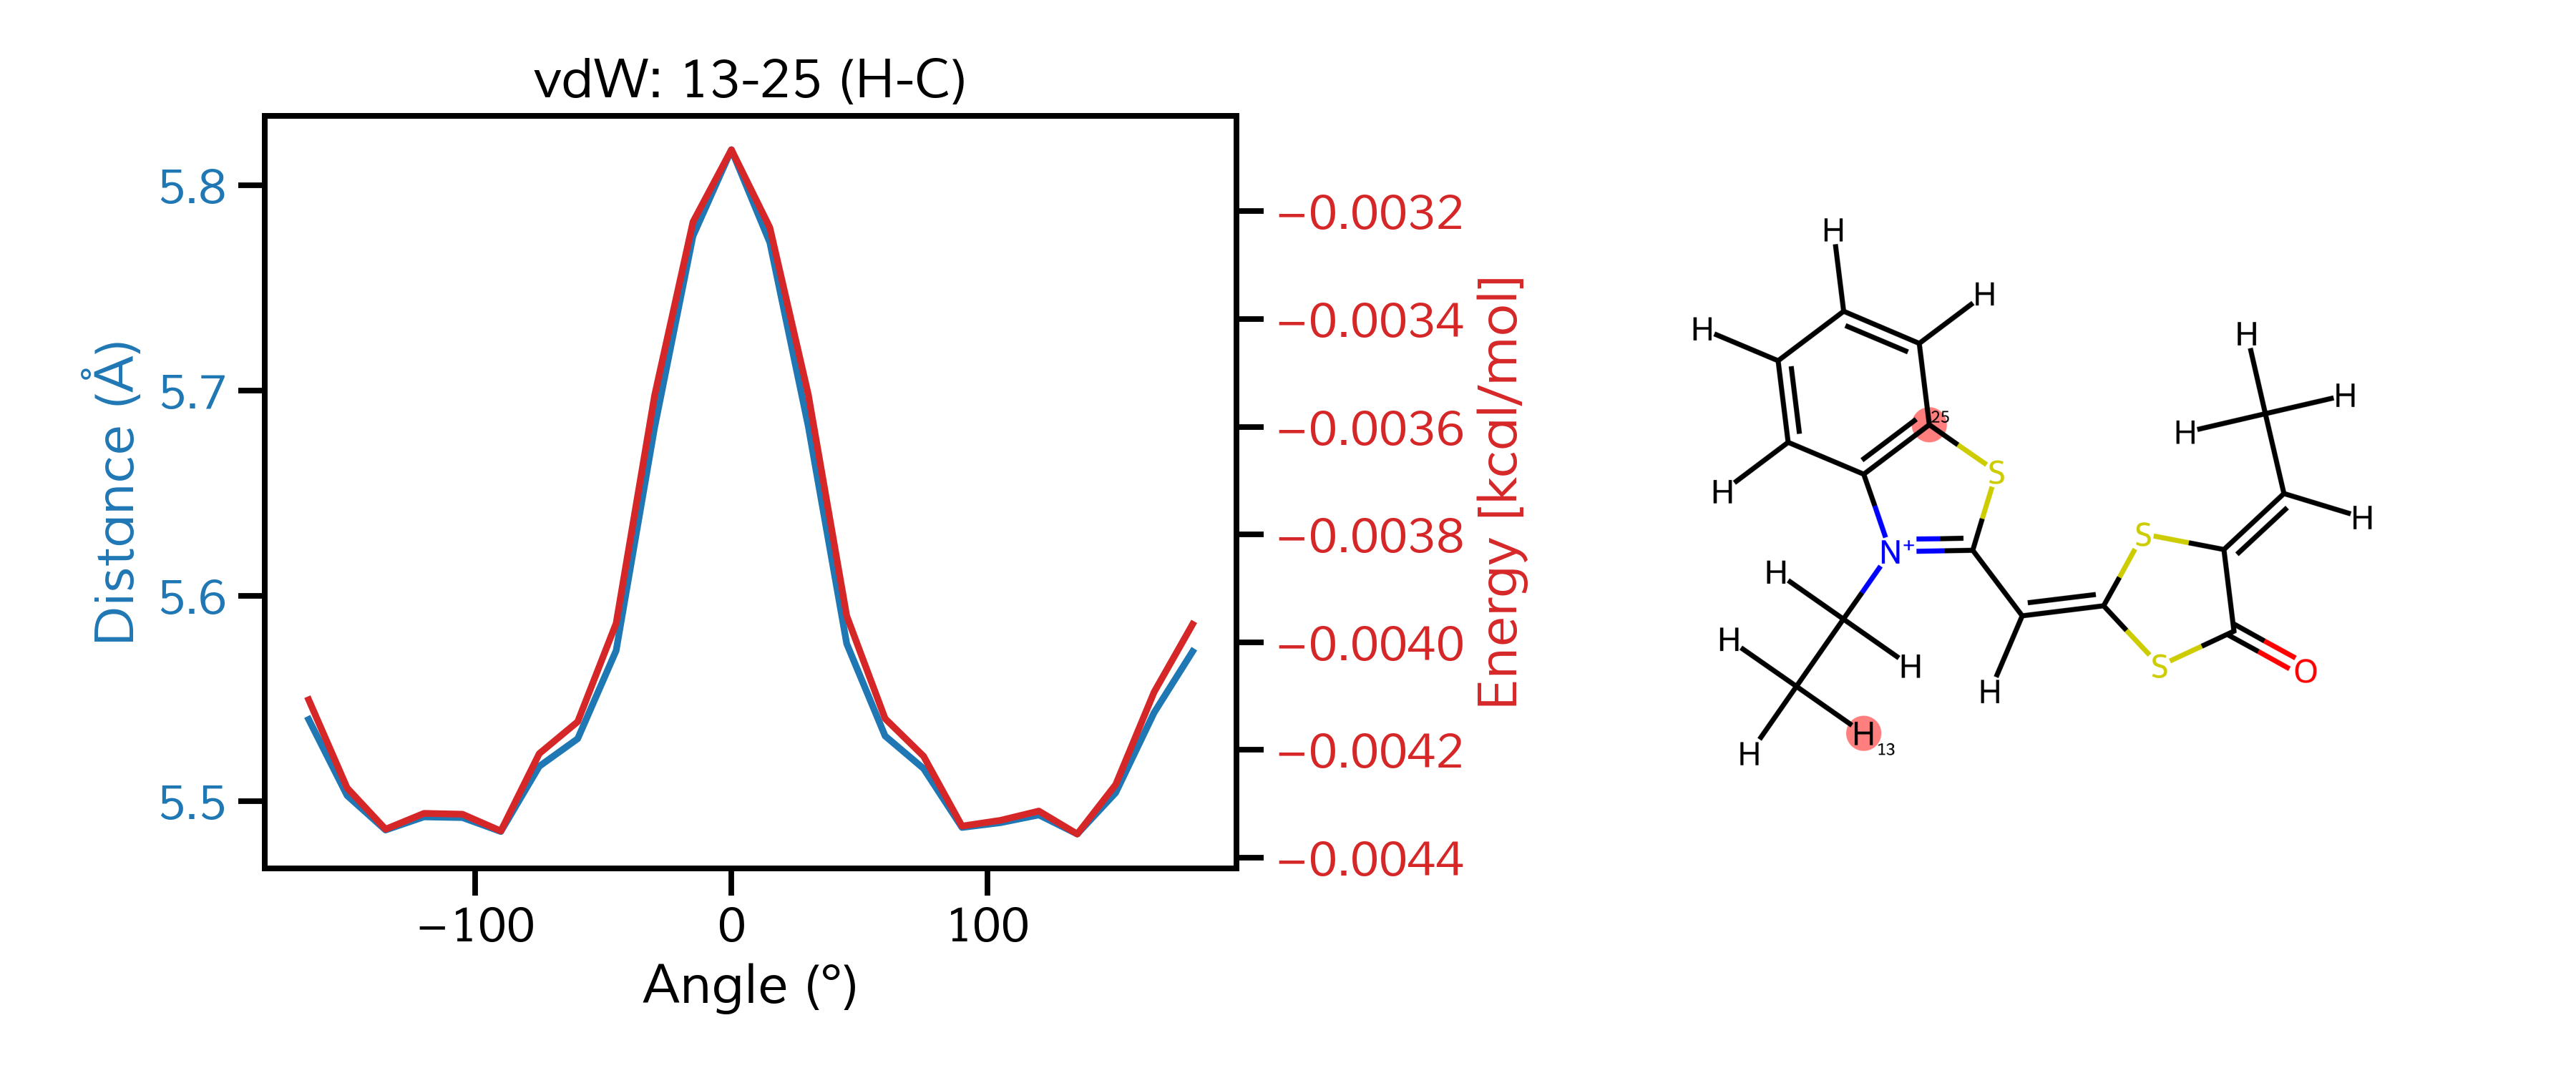 vdW: 13-25 (H-C)
5.8
5.7
5.6
5.5
Distance (Å)
−0.0032
−0.0034
−0.0036
−0.0038
−0.0040
−0.0042
−0.0044
Energy [kcal/mol]
−100
0
100
Angle (°)
H
H
H
H
25
S
H
H
H
H
S
N+
H
H
H
H
S
O
H
H
H
13